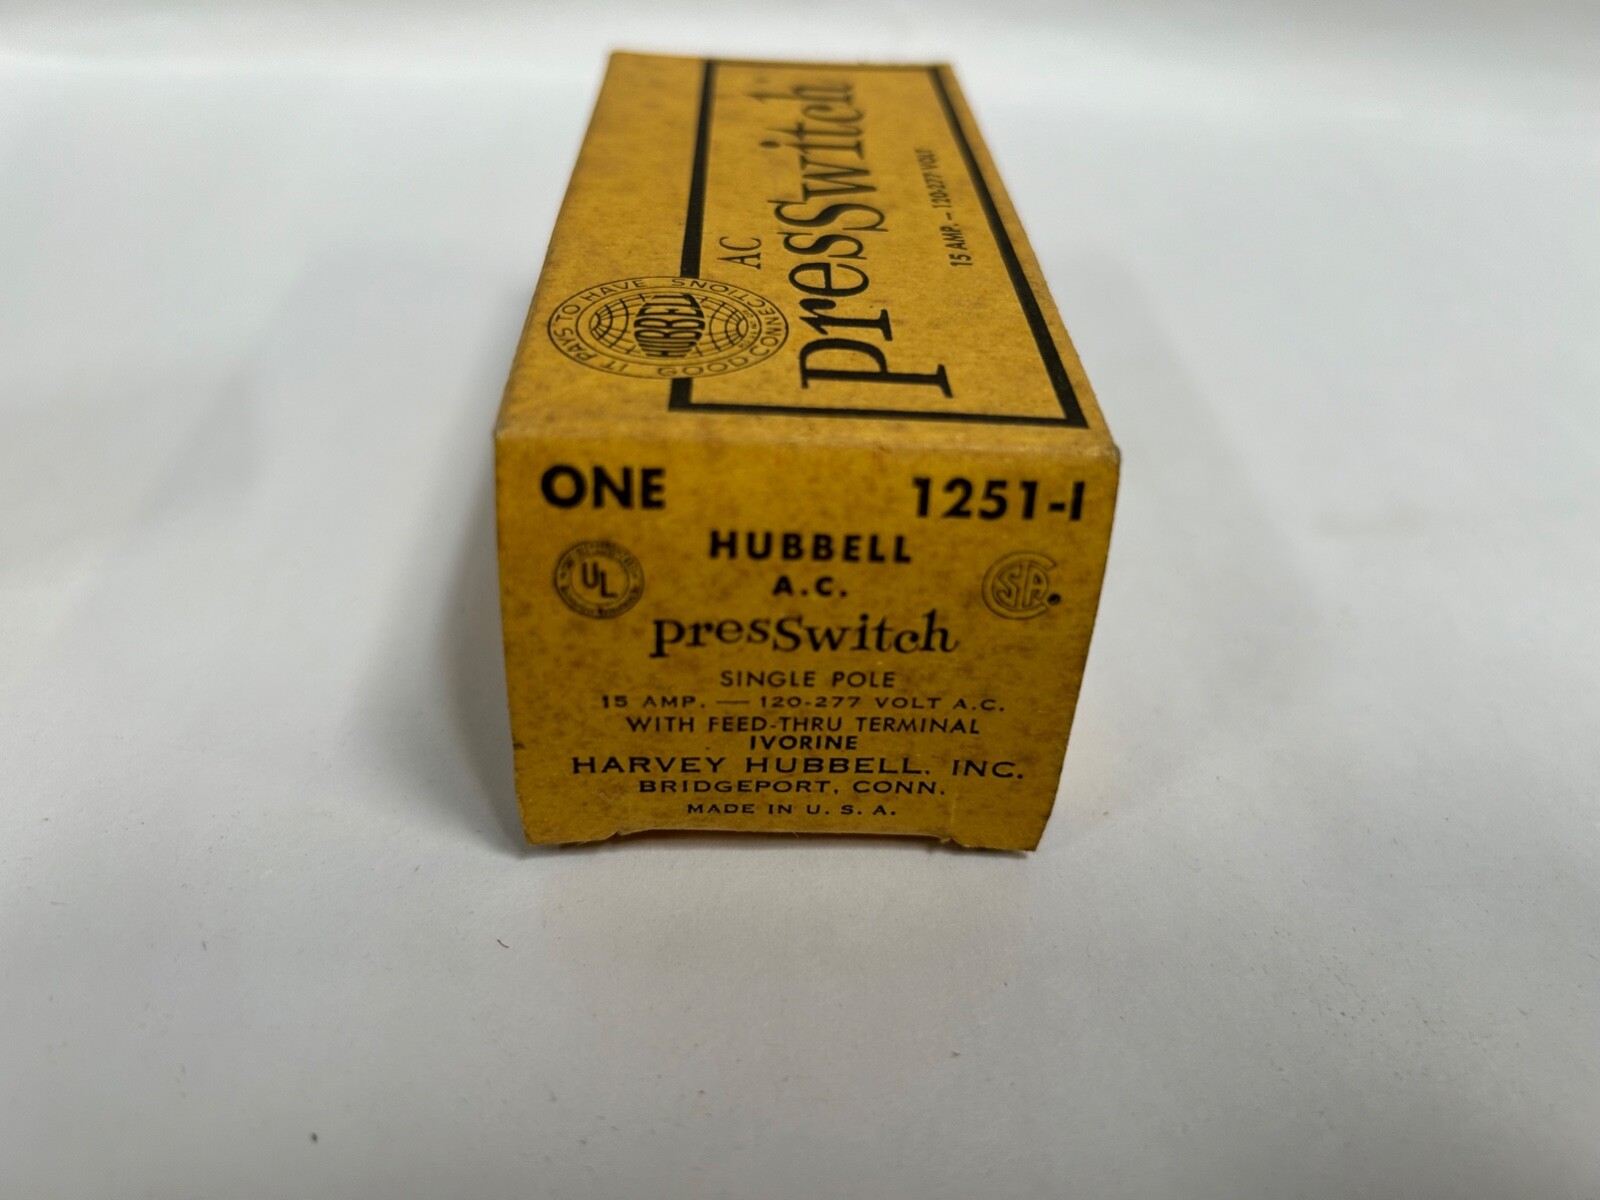 IT PAYS TO HAVE GOOD CONNECTIONS
HUBBELL
AC
presSwitch
15 AMP. — 120-277 VOLT
ONE
1251-I
HUBBELL
UL
A.C.
CSA
presSwitch
SINGLE POLE
15 AMP. — 120-277 VOLT A.C.
WITH FEED-THRU TERMINAL
IVORINE
HARVEY HUBBELL, INC.
BRIDGEPORT, CONN.
MADE IN U. S. A.